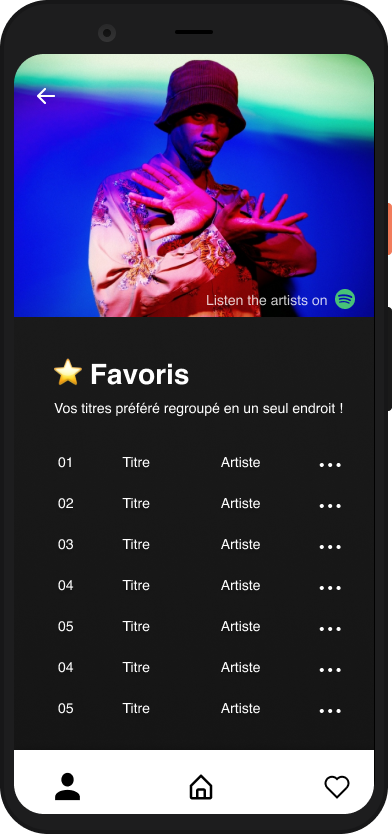 Listen the artists on
Favoris
Vos titres préféré regroupé en un seul endroit !
01 Titre Artiste
02 Titre Artiste
03 Titre Artiste
04 Titre Artiste
05 Titre Artiste
04 Titre Artiste
05 Titre Artiste